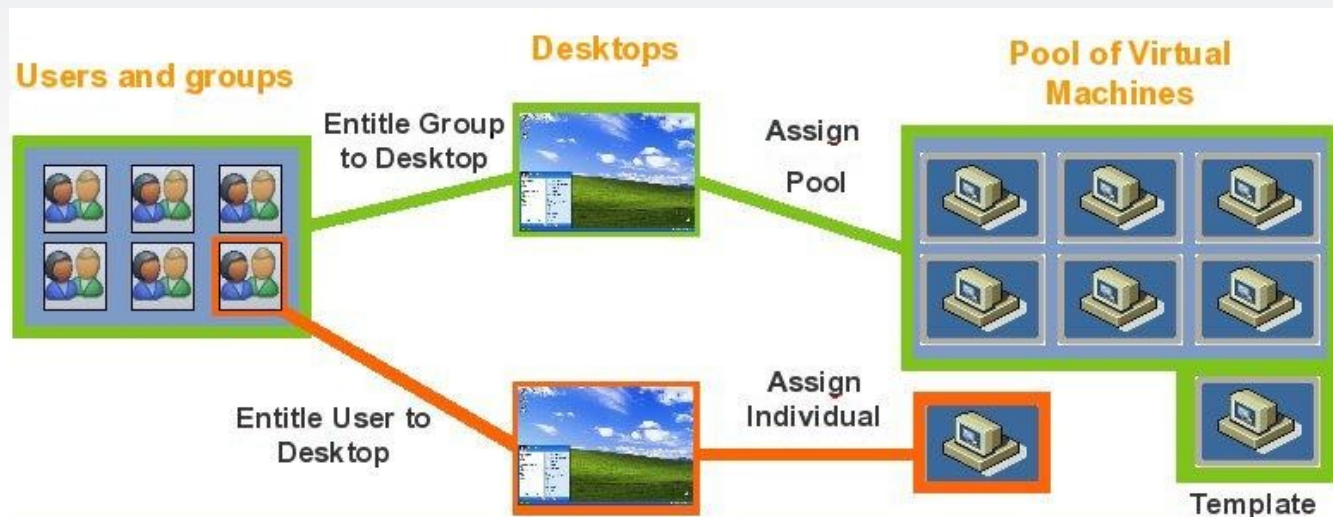 Users and groups
Desktops
Pool of Virtual
Machines
Entitle Group
to Desktop
Assign
Pool
Entitle User to
Desktop
Assign
Individual
Template